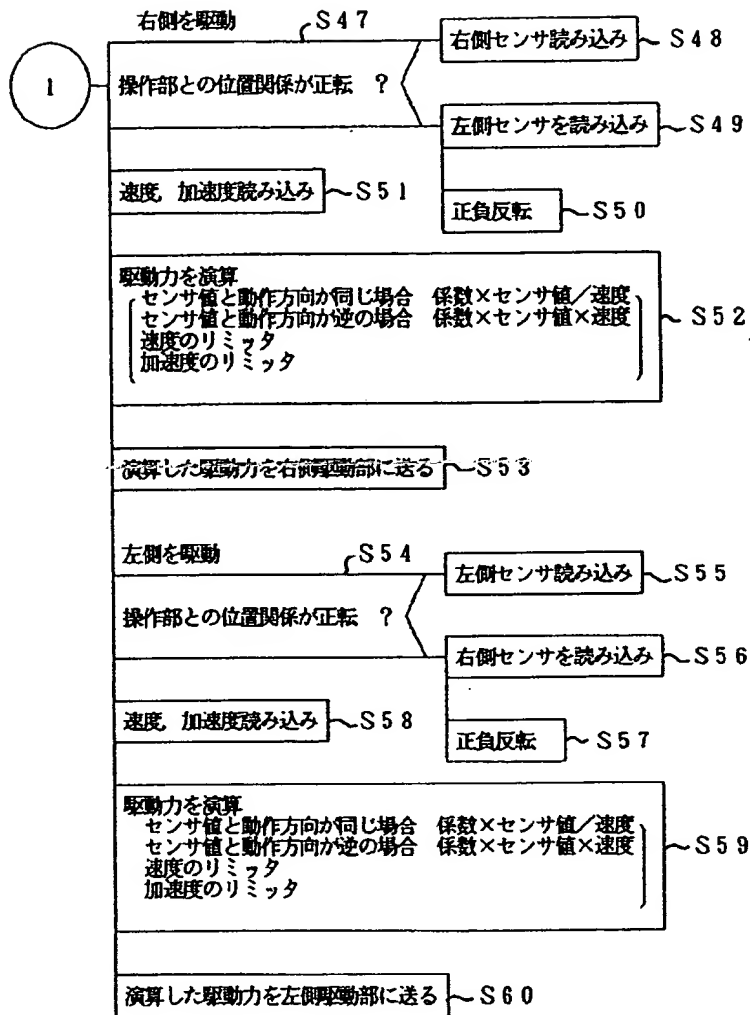 右側を駆動 S47
右側センサ読み込み S48
1
操作部との位置関係が正転 ?
左側センサを読み込み S49
速度, 加速度読み込み S51
正負反転 S50
駆動力を演算
センサ値と動作方向が同じ場合 係数×センサ値/速度
センサ値と動作方向が逆の場合 係数×センサ値×速度
S52
速度のリミッタ
加速度のリミッタ
演算した駆動力を右側駆動部に送る S53
左側を駆動 S54
左側センサ読み込み S55
操作部との位置関係が正転 ?
右側センサを読み込み S56
速度, 加速度読み込み S58
正負反転 S57
駆動力を演算
センサ値と動作方向が同じ場合 係数×センサ値/速度
センサ値と動作方向が逆の場合 係数×センサ値×速度
S59
速度のリミッタ
加速度のリミッタ
演算した駆動力を左側駆動部に送る S60